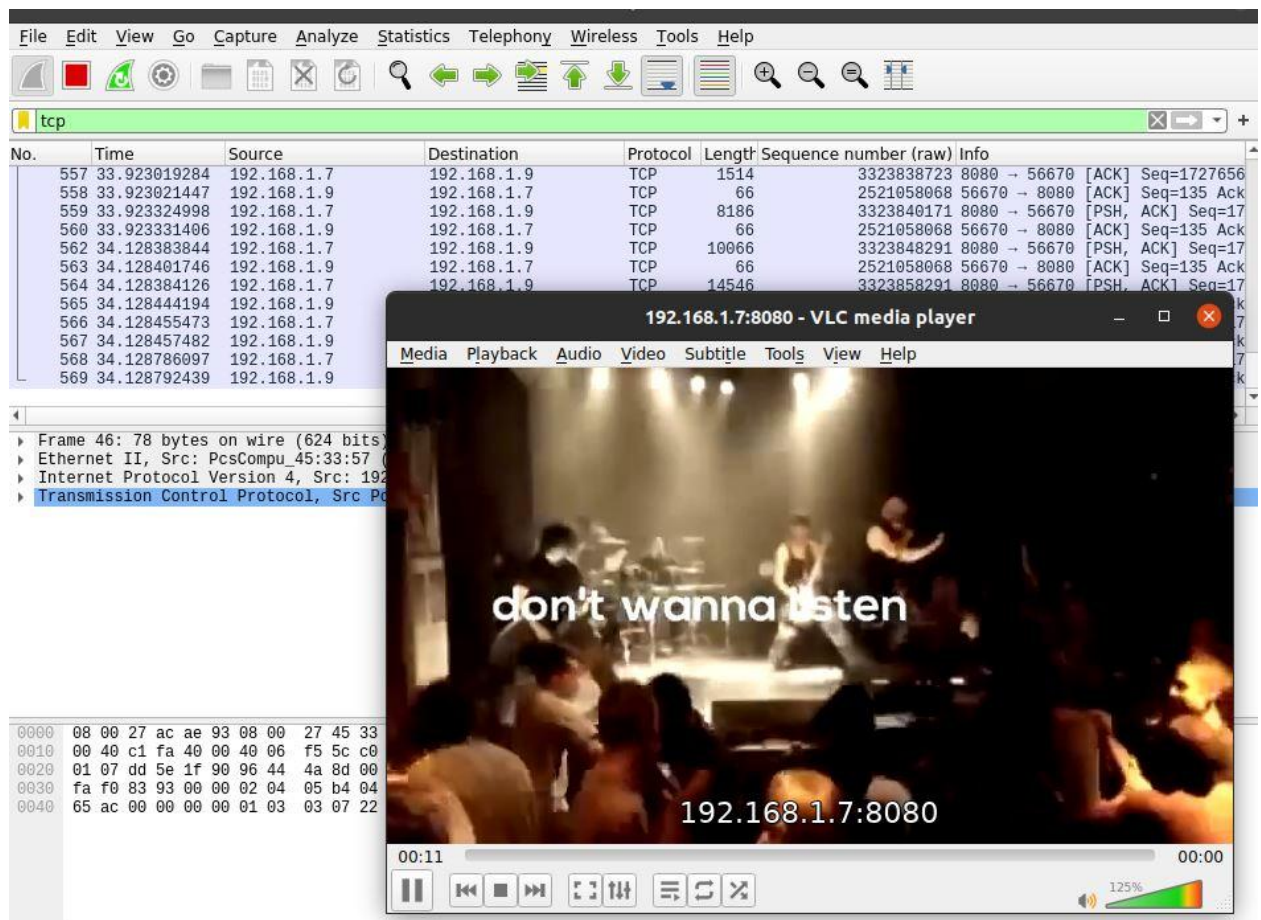 File Edit View Go Capture Analyze Statistics Telephony Wireless Tools Help
tcp
No. Time Source Destination Protocol Length Sequence number (raw) Info
557 33.923019284 192.168.1.7 192.168.1.9 TCP 1514 3323838723 8080 → 56670 [ACK] Seq=1727656
558 33.923021447 192.168.1.9 192.168.1.7 TCP 66 2521058068 56670 → 8080 [ACK] Seq=135 Ack
559 33.923324998 192.168.1.7 192.168.1.9 TCP 8186 3323840171 8080 → 56670 [PSH, ACK] Seq=17
560 33.923331406 192.168.1.9 192.168.1.7 TCP 66 2521058068 56670 → 8080 [ACK] Seq=135 Ack
562 34.128383844 192.168.1.7 192.168.1.9 TCP 10066 3323848291 8080 → 56670 [PSH, ACK] Seq=17
563 34.128401746 192.168.1.9 192.168.1.7 TCP 66 2521058068 56670 → 8080 [ACK] Seq=135 Ack
564 34.128384126 192.168.1.7 192.168.1.9 TCP 14546 3323858291 8080 → 56670 [PSH, ACK] Seq=17
565 34.128444194 192.168.1.9
566 34.128455473 192.168.1.7
567 34.128457482 192.168.1.9
568 34.128786097 192.168.1.7
569 34.128792439 192.168.1.9
192.168.1.7:8080 - VLC media player
Media Playback Audio Video Subtitle Tools View Help
don't wanna listen
192.168.1.7:8080
00:11 00:00
125%
Frame 46: 78 bytes on wire (624 bits)
Ethernet II, Src: PcsCompu_45:33:57 (
Internet Protocol Version 4, Src: 192
Transmission Control Protocol, Src Po
0000 08 00 27 ac ae 93 08 00 27 45 33
0010 00 40 c1 fa 40 00 40 06 f5 5c c0
0020 01 07 dd 5e 1f 90 96 44 4a 8d 00
0030 fa f0 83 93 00 00 02 04 05 b4 04
0040 65 ac 00 00 00 00 01 03 03 07 22